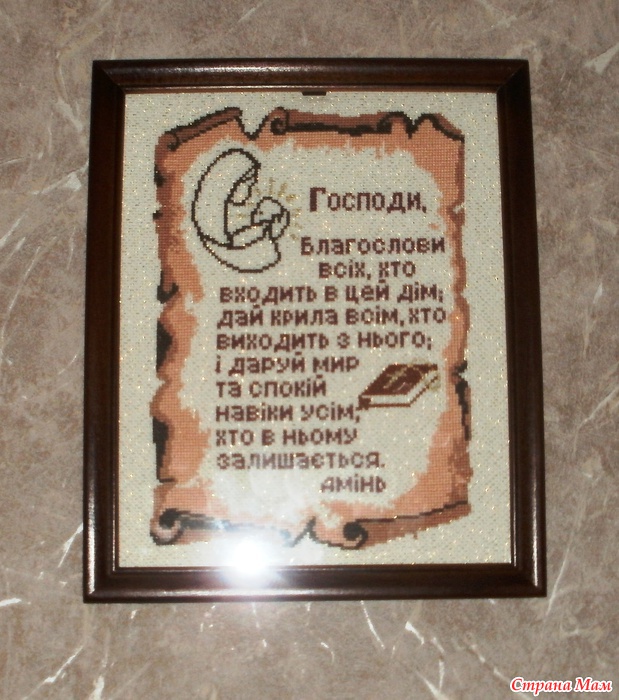 Господи,
Благослови
всіх, хто
входить в цей дім;
дай крила всім, хто
виходить з нього;
і даруй мир
та спокій
навіки усім,
хто в ньому
залишається.
амінь
Страна Мам